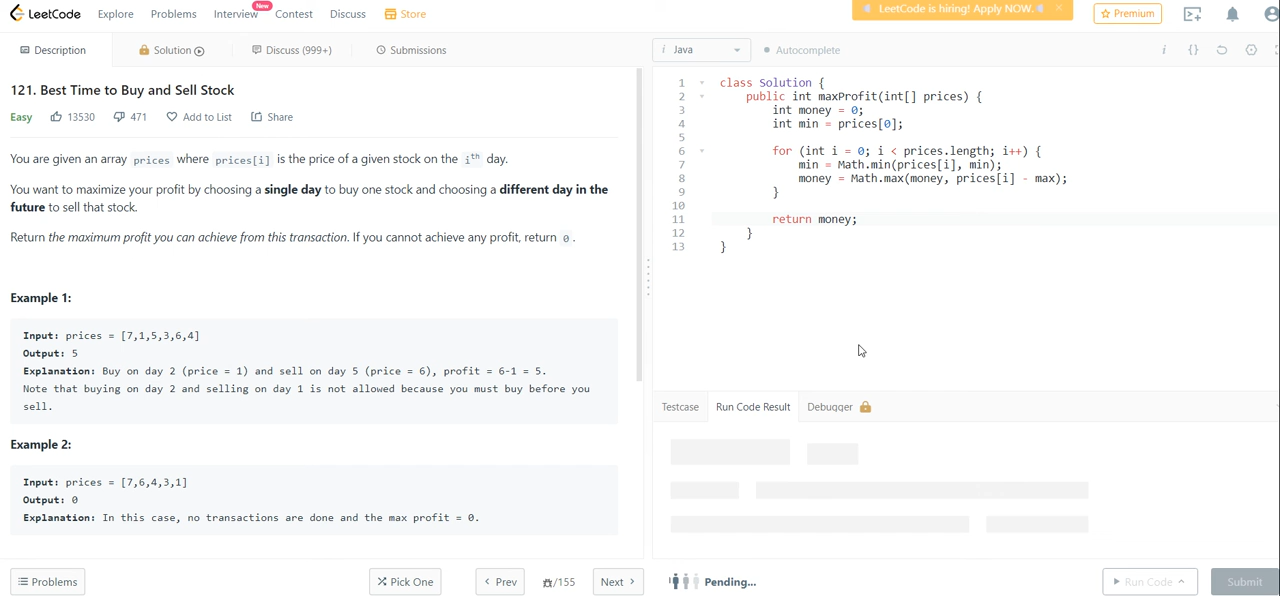 LeetCode Explore Problems Interview New Contest Discuss Store LeetCode is hiring! Apply NOW. × Premium
Description Solution Discuss (999+) Submissions i Java Autocomplete i {}
121. Best Time to Buy and Sell Stock
Easy 13530 471 Add to List Share
You are given an array prices where prices[i] is the price of a given stock on the ith day.
You want to maximize your profit by choosing a single day to buy one stock and choosing a different day in the
future to sell that stock.
Return the maximum profit you can achieve from this transaction. If you cannot achieve any profit, return 0.
Example 1:
Input: prices = [7,1,5,3,6,4]
Output: 5
Explanation: Buy on day 2 (price = 1) and sell on day 5 (price = 6), profit = 6-1 = 5.
Note that buying on day 2 and selling on day 1 is not allowed because you must buy before you
sell.
Example 2:
Input: prices = [7,6,4,3,1]
Output: 0
Explanation: In this case, no transactions are done and the max profit = 0.
Problems Pick One < Prev /155 Next >
1 class Solution {
2 public int maxProfit(int[] prices) {
3 int money = 0;
4 int min = prices[0];
5
6 for (int i = 0; i < prices.length; i++) {
7 min = Math.min(prices[i], min);
8 money = Math.max(money, prices[i] - max);
9 }
10
11 return money;
12 }
13 }
Testcase Run Code Result Debugger
Pending... Run Code Submit